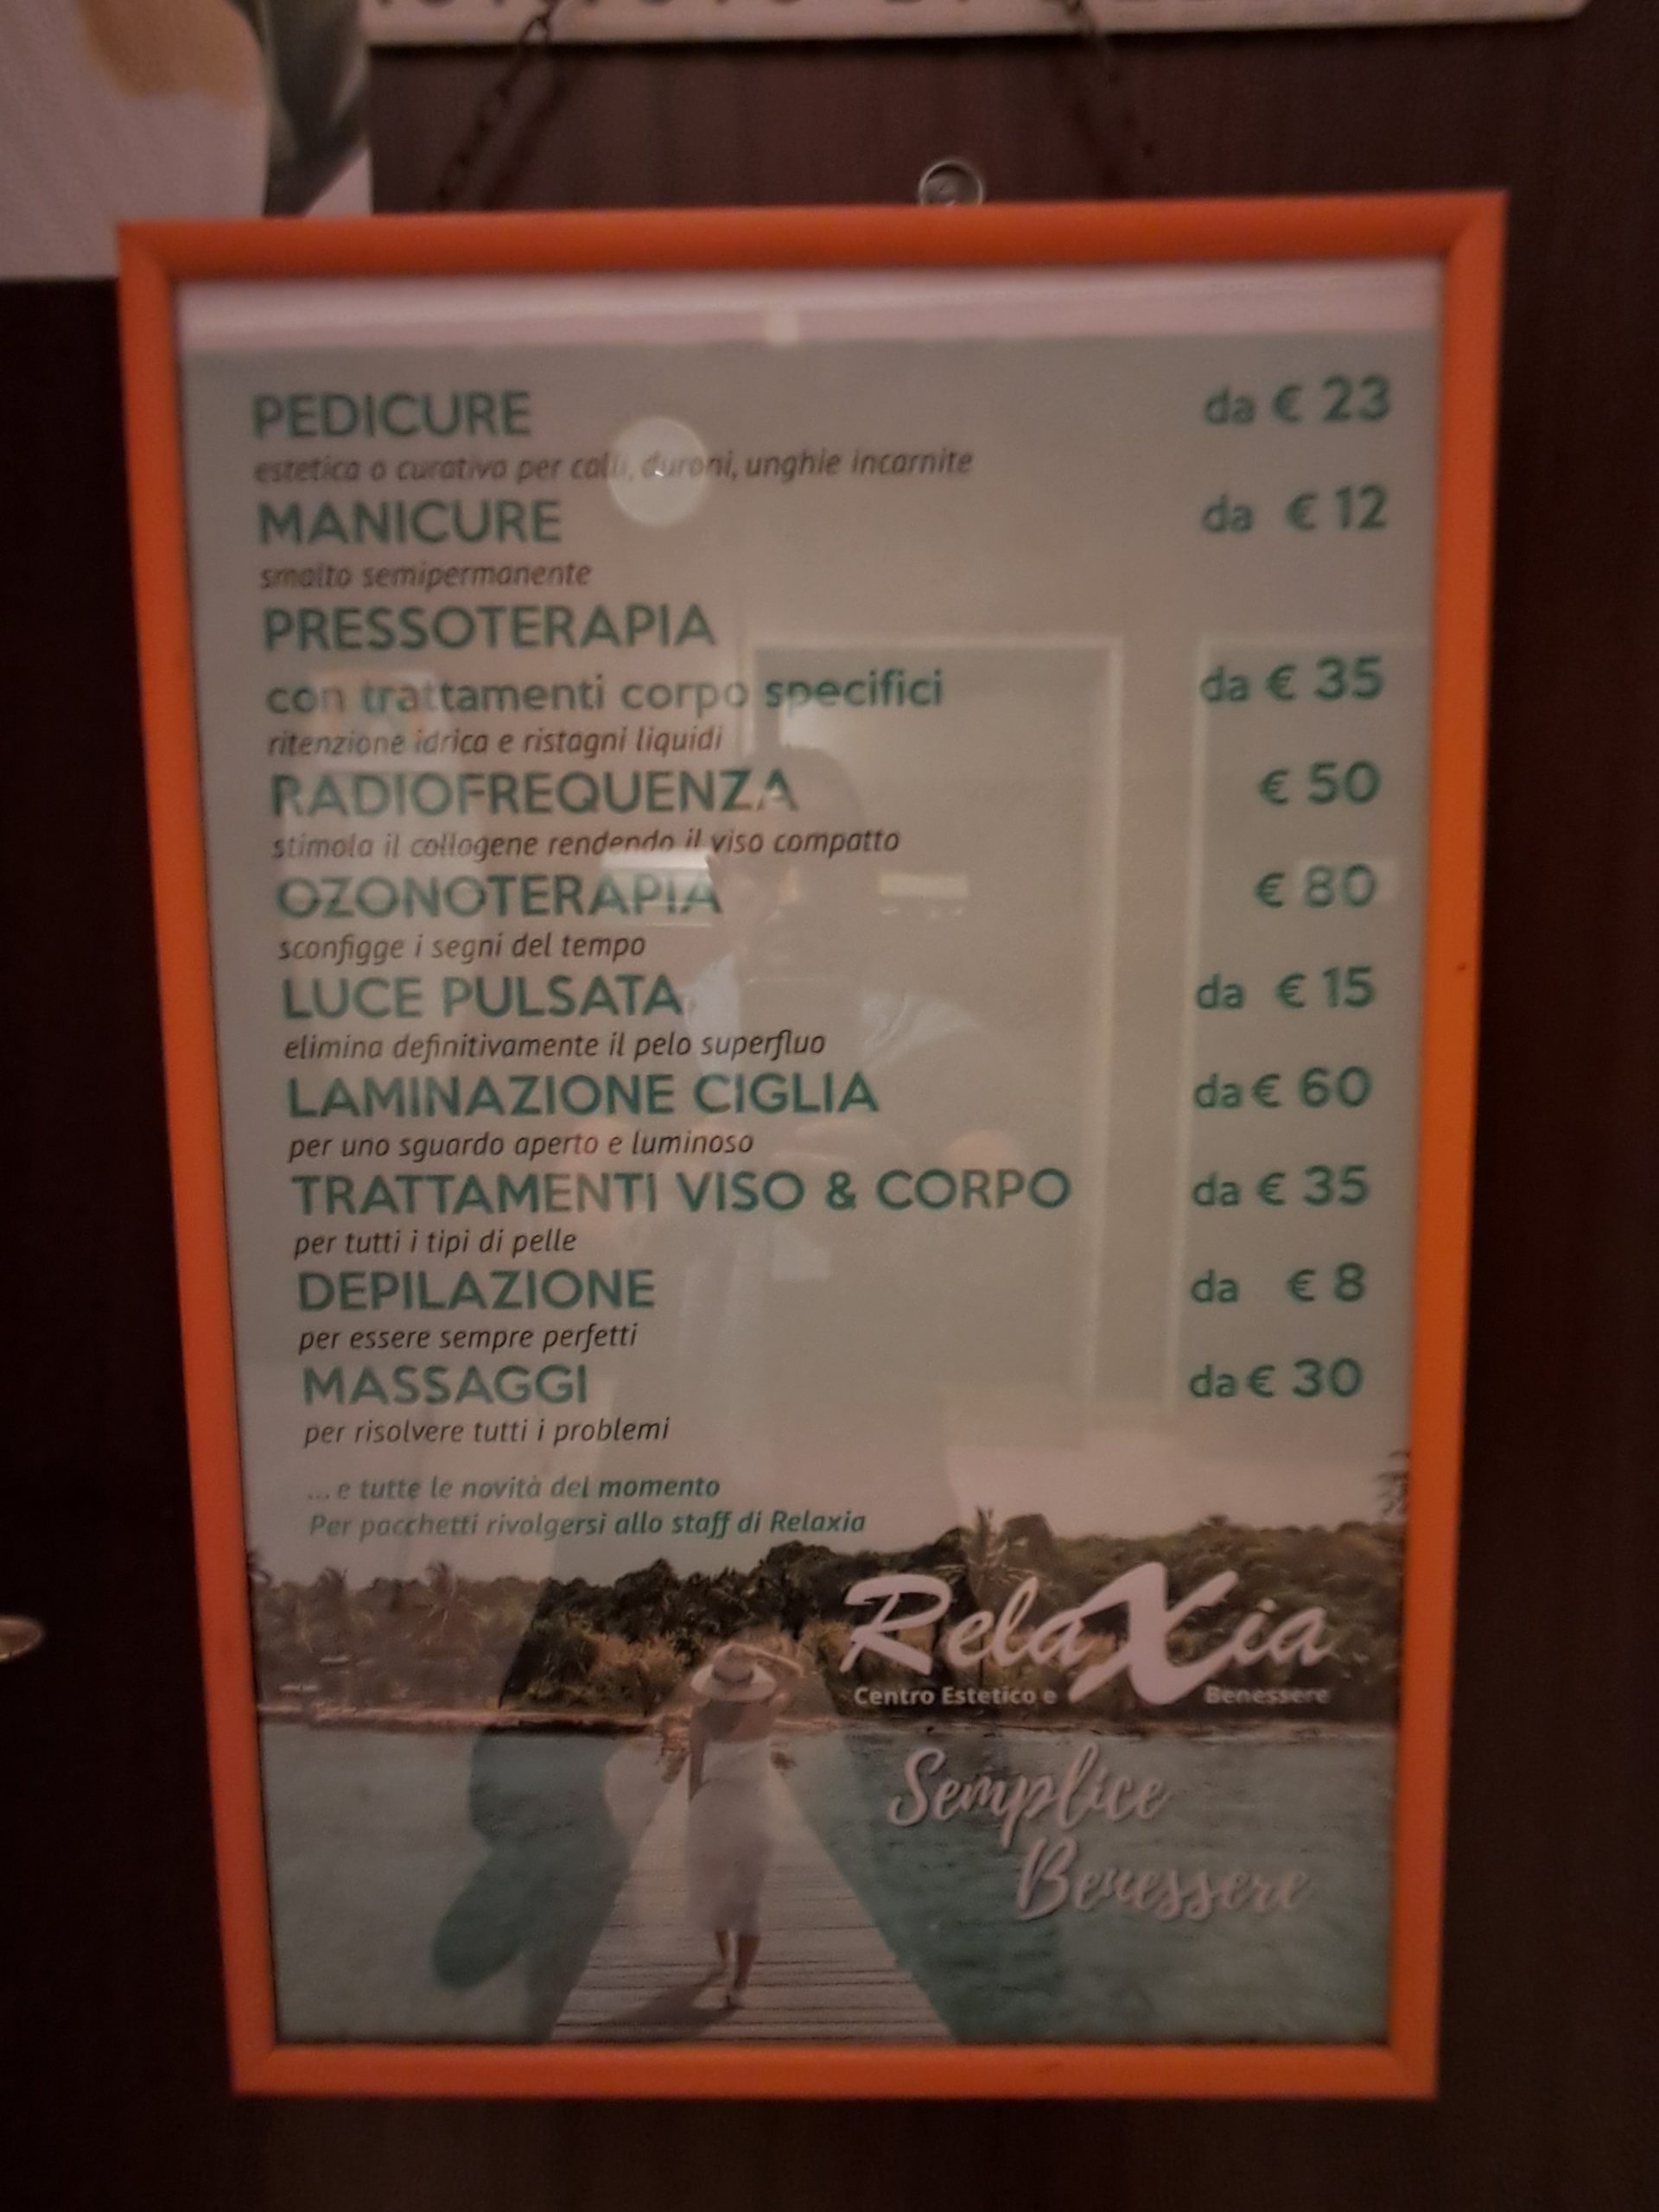 PEDICURE da € 23
estetica o curativa per calli, duroni, unghie incarnite
MANICURE da € 12
smalto semipermanente
PRESSOTERAPIA
con trattamenti corpo specifici da € 35
ritenzione idrica e ristagni liquidi
RADIOFREQUENZA € 50
stimola il collagene rendendo il viso compatto
OZONOTERAPIA € 80
sconfigge i segni del tempo
LUCE PULSATA da € 15
elimina definitivamente il pelo superfluo
LAMINAZIONE CIGLIA da € 60
per uno sguardo aperto e luminoso
TRATTAMENTI VISO & CORPO da € 35
per tutti i tipi di pelle
DEPILAZIONE da € 8
per essere sempre perfetti
MASSAGGI da € 30
per risolvere tutti i problemi
...e tutte le novità del momento
Per pacchetti rivolgersi allo staff di Relaxia
RelaXia
Centro Estetico e Benessere
Semplice
Benessere